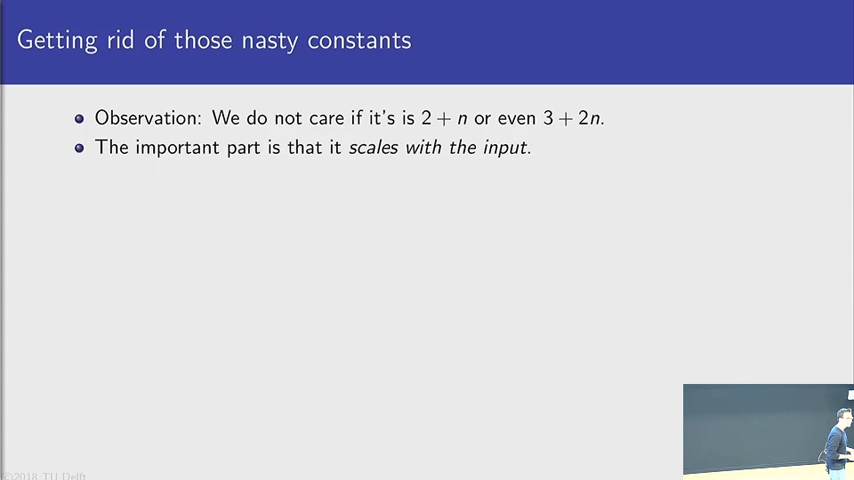 Getting rid of those nasty constants
Observation: We do not care if it's is 2 + n or even 3 + 2n.
The important part is that it scales with the input.
©2018 TU Delft